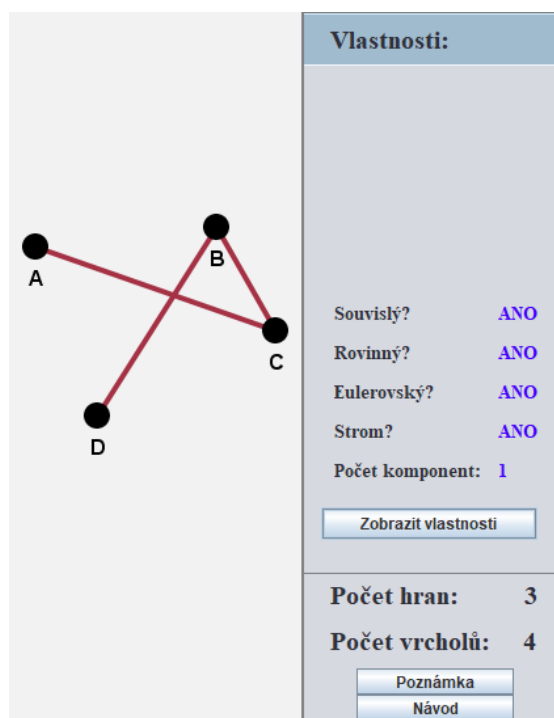 Vlastnosti:
A
B
C
D
Souvislý? ANO
Rovinný? ANO
Eulerovský? ANO
Strom? ANO
Počet komponent: 1
Zobrazit vlastnosti
Počet hran: 3
Počet vrcholů: 4
Poznámka
Návod